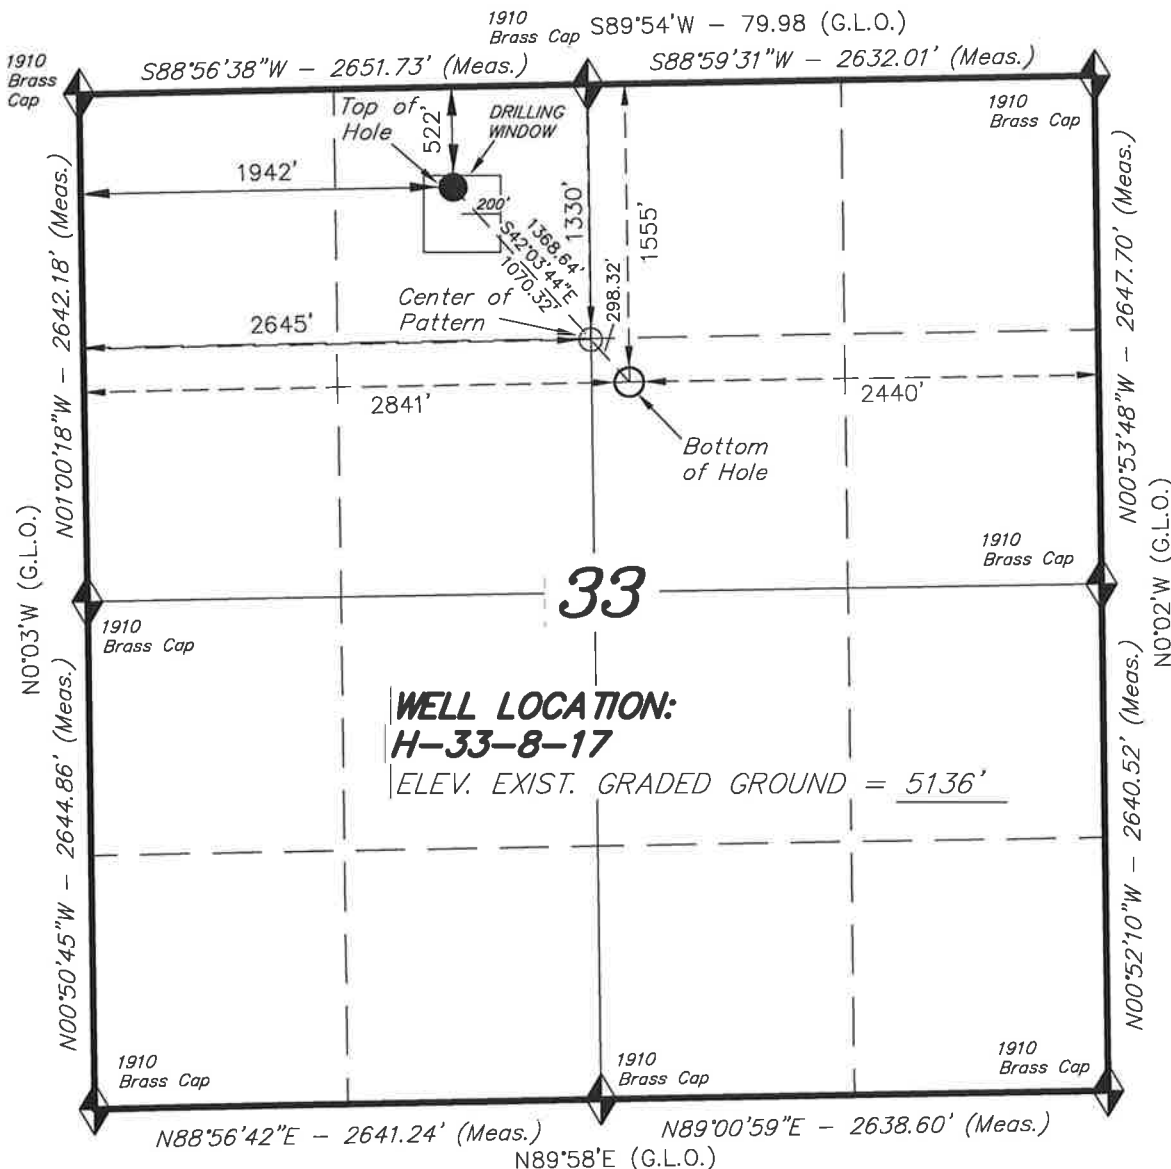 1910
Brass Cap
S89°54'W - 79.98 (G.L.O.)
1910
Brass
Cap
S88°56'38"W - 2651.73' (Meas.)
S88°59'31"W - 2632.01' (Meas.)
1910
Brass Cap
Top of
Hole
522'
DRILLING
WINDOW
1942'
200'
1368.64'
S42°03'44"E
1070.32'
1330'
1555'
298.32'
Center of
Pattern
2645'
2841'
2440'
Bottom
of Hole
N01°00'18"W - 2642.18' (Meas.)
N0°03'W (G.L.O.)
N00°53'48"W - 2647.70' (Meas.)
N0°02'W (G.L.O.)
1910
Brass Cap
33
1910
Brass Cap
WELL LOCATION:
H-33-8-17
ELEV. EXIST. GRADED GROUND = 5136'
N00°50'45"W - 2644.86' (Meas.)
N00°52'10"W - 2640.52' (Meas.)
1910
Brass Cap
1910
Brass Cap
1910
Brass Cap
N88°56'42"E - 2641.24' (Meas.)
N89°00'59"E - 2638.60' (Meas.)
N89°58'E (G.L.O.)